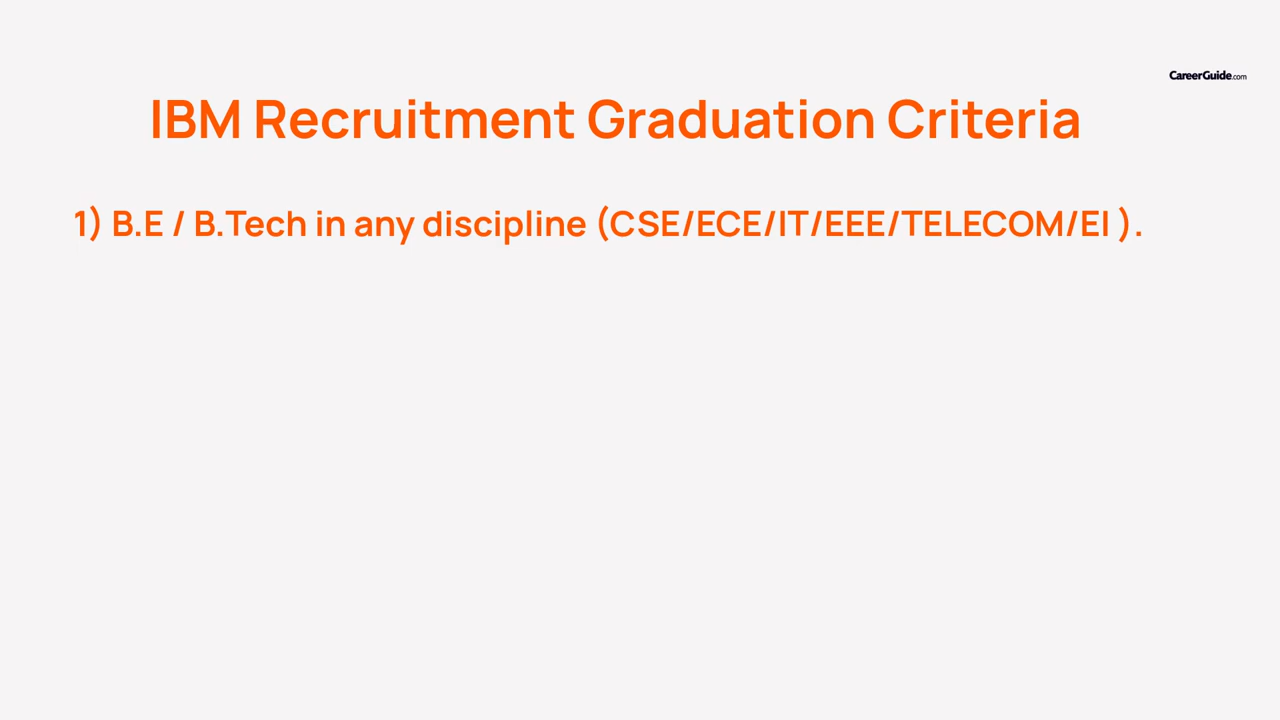 CareerGuide.com
IBM Recruitment Graduation Criteria
1) B.E / B.Tech in any discipline (CSE/ECE/IT/EEE/TELECOM/EI ).